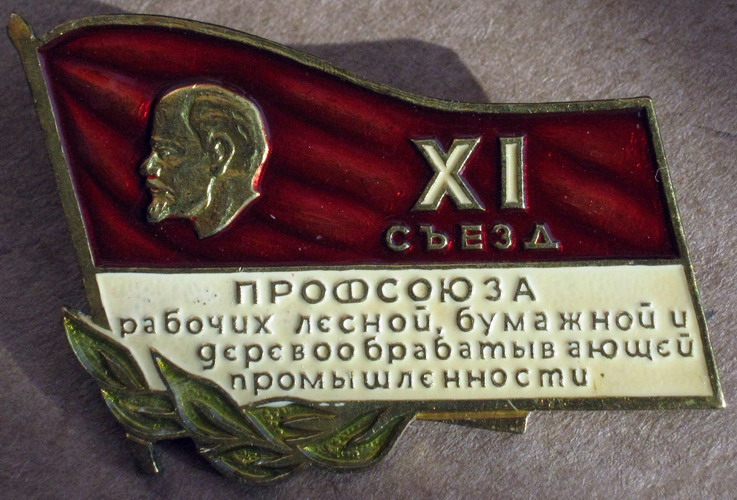 XI
СЪЕЗД
ПРОФСОЮЗА
рабочих лесной, бумажной и
деревообрабатывающей
промышленности